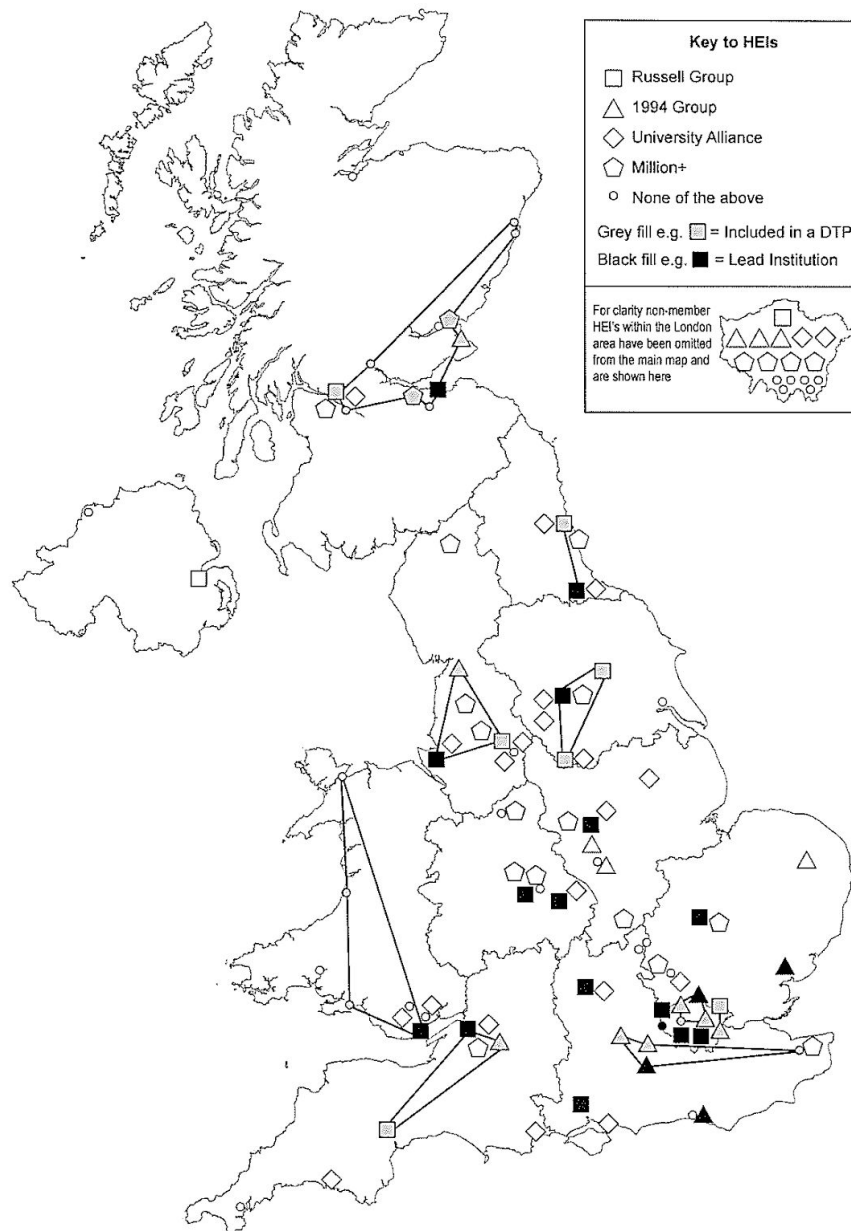 Key to HEIs
Russell Group
1994 Group
University Alliance
Million+
None of the above
Grey fill e.g. = Included in a DTP
Black fill e.g. = Lead Institution
For clarity non-member
HEI's within the London
area have been omitted
from the main map and
are shown here